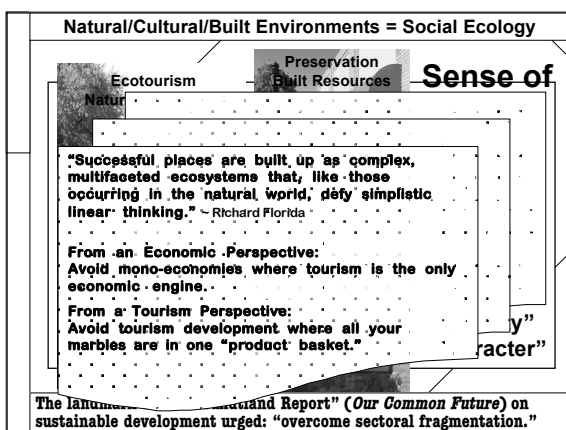 Natural/Cultural/Built Environments = Social Ecology
Ecotourism
Natur
Preservation
Built Resources
Sense of
“Successful places are built up as complex,
multifaceted ecosystems that, like those
occurring in the natural world, defy simplistic
linear thinking.” ~ Richard Florida
From an Economic Perspective:
Avoid mono-economies where tourism is the only
economic engine.
From a Tourism Perspective:
Avoid tourism development where all your
marbles are in one “product basket.”
y”
racter”
The landm Report” (Our Common Future) on
sustainable development urged: “overcome sectoral fragmentation.”